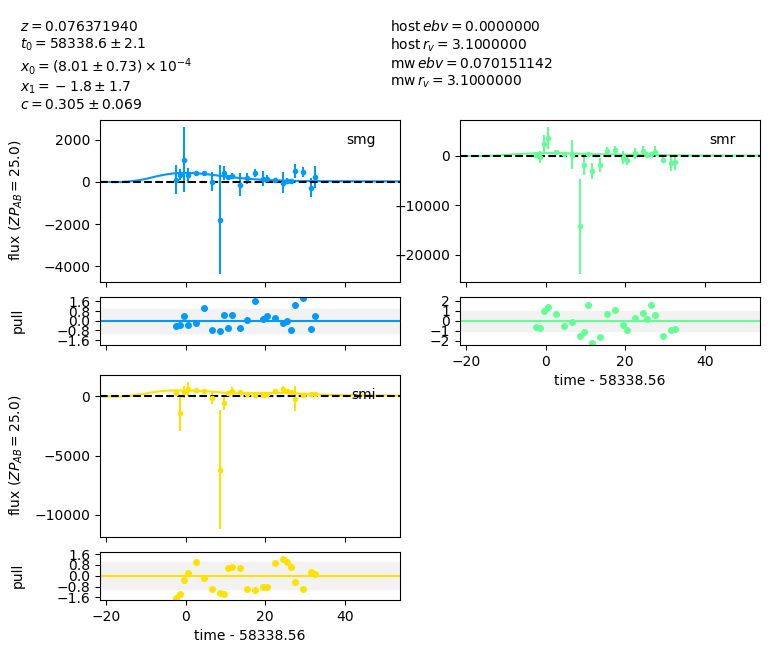 z = 0.076371940
t₀ = 58338.6 ± 2.1
x₀ = (8.01 ± 0.73) × 10⁻⁴
x₁ = −1.8 ± 1.7
c = 0.305 ± 0.069
host ebv = 0.0000000
host r_v = 3.1000000
mw ebv = 0.070151142
mw r_v = 3.1000000
smg
2000
0
−2000
−4000
flux (ZP_AB = 25.0)
smr
0
−10000
−20000
1.6
0.8
0.0
−0.8
−1.6
pull
2
1
0
−1
−2
−20
0
20
40
time - 58338.56
smi
0
−5000
−10000
flux (ZP_AB = 25.0)
1.6
0.8
0.0
−0.8
−1.6
pull
−20
0
20
40
time - 58338.56